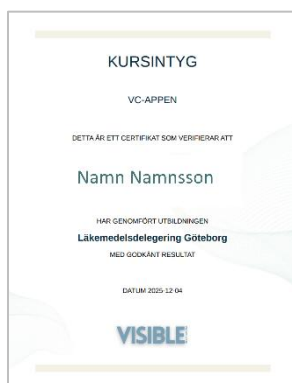 KURSINTYG
VC-APPEN
DETTA ÄR ETT CERTIFIKAT SOM VERIFIERAR ATT
Namn Namnsson
HAR GENOMFÖRT UTBILDNINGEN
Läkemedelsdelegering Göteborg
MED GODKÄNT RESULTAT
DATUM 2025-12-04
VISIBLE